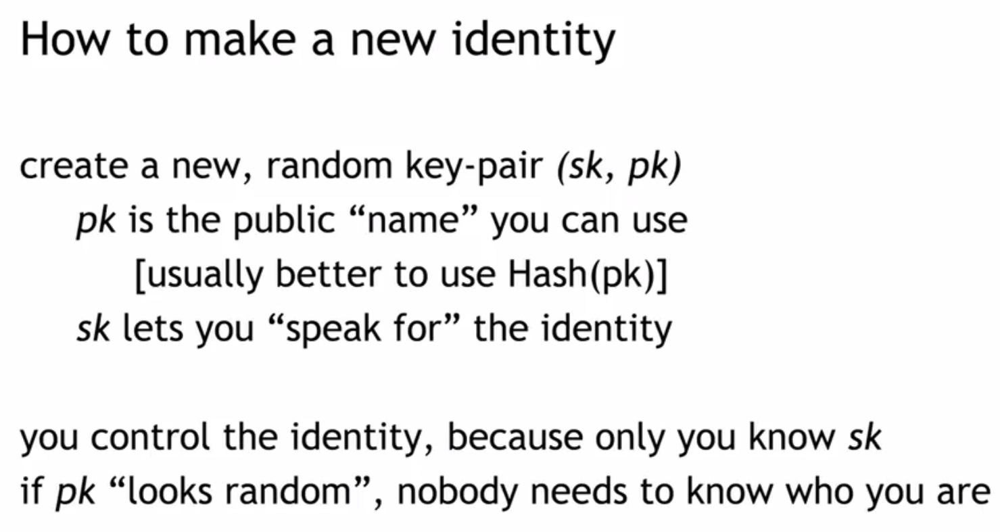 How to make a new identity
create a new, random key-pair (sk, pk)
pk is the public “name” you can use
[usually better to use Hash(pk)]
sk lets you “speak for” the identity
you control the identity, because only you know sk
if pk “looks random”, nobody needs to know who you are